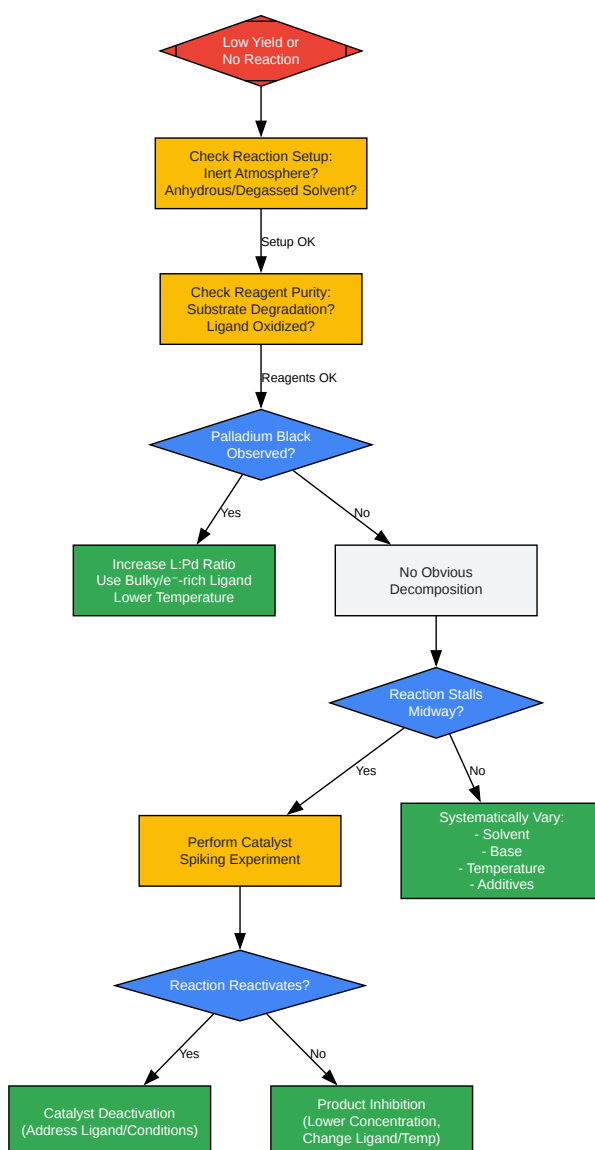 Low Yield or
No Reaction
Check Reaction Setup:
Inert Atmosphere?
Anhydrous/Degassed Solvent?
Setup OK
Check Reagent Purity:
Substrate Degradation?
Ligand Oxidized?
Reagents OK
Palladium Black
Observed?
Yes
No
Increase L:Pd Ratio
Use Bulky/e⁻-rich Ligand
Lower Temperature
No Obvious
Decomposition
Reaction Stalls
Midway?
Yes
No
Perform Catalyst
Spiking Experiment
Systematically Vary:
- Solvent
- Base
- Temperature
- Additives
Reaction Reactivates?
Yes
No
Catalyst Deactivation
(Address Ligand/Conditions)
Product Inhibition
(Lower Concentration,
Change Ligand/Temp)